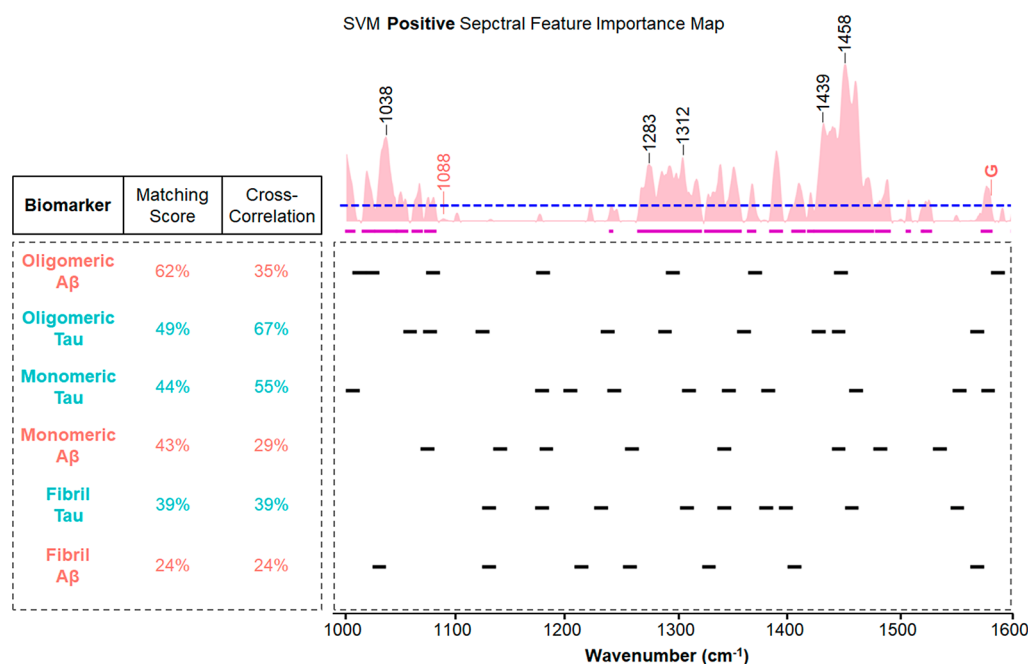 SVM Positive Sepctral Feature Importance Map
1038
1088
1283
1312
1439
1458
G
Biomarker
Matching
Score
Cross-
Correlation
Oligomeric
Aβ
62%
35%
Oligomeric
Tau
49%
67%
Monomeric
Tau
44%
55%
Monomeric
Aβ
43%
29%
Fibril
Tau
39%
39%
Fibril
Aβ
24%
24%
1000
1100
1200
1300
1400
1500
1600
Wavenumber (cm⁻¹)